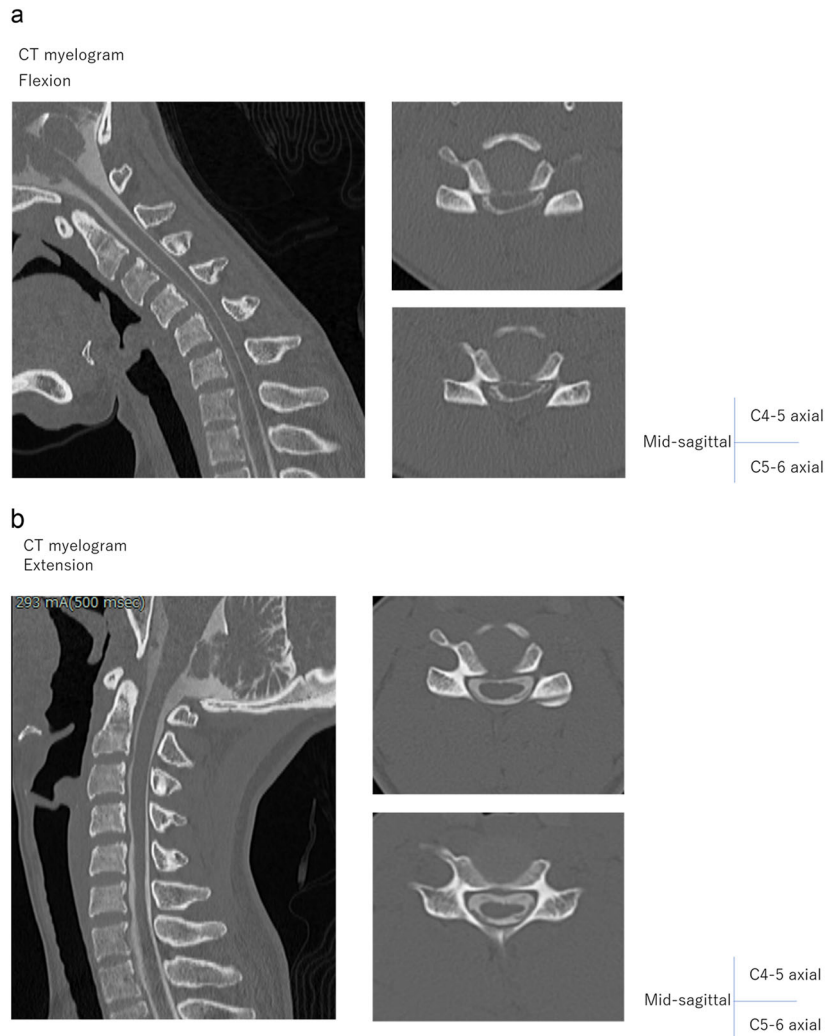 a
CT myelogram
Flexion
Mid-sagittal
C4-5 axial
C5-6 axial
b
CT myelogram
Extension
293 mA(500 msec)
Mid-sagittal
C4-5 axial
C5-6 axial